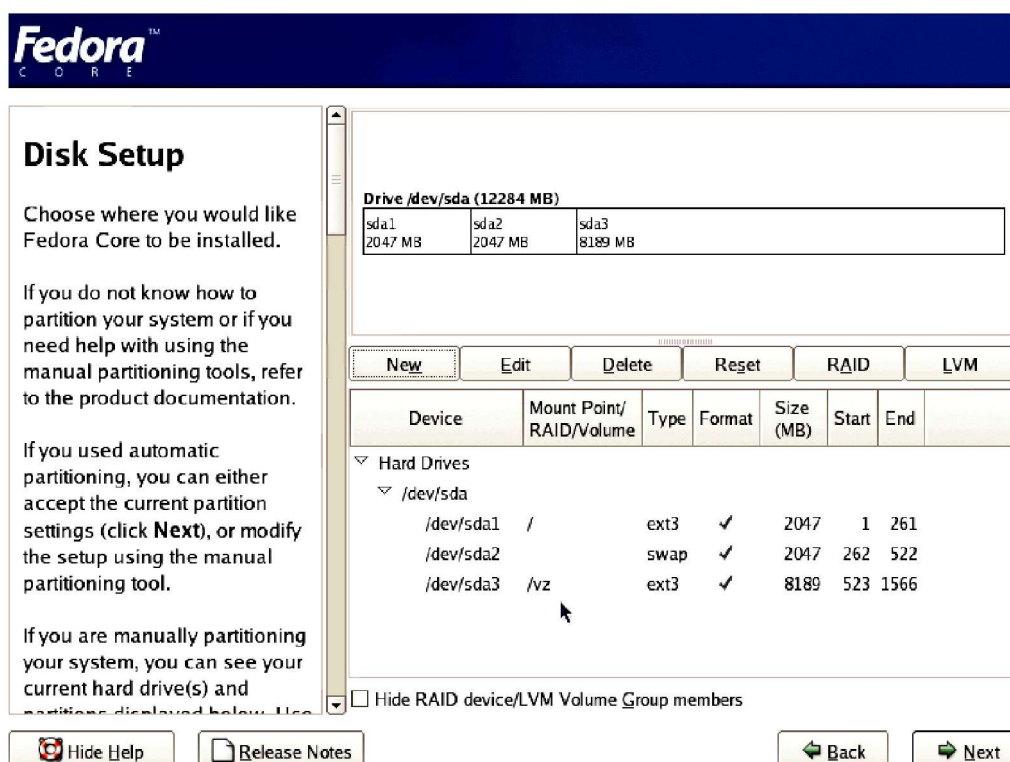 Fedora™
CORE
Disk Setup
Choose where you would like
Fedora Core to be installed.
If you do not know how to
partition your system or if you
need help with using the
manual partitioning tools, refer
to the product documentation.
If you used automatic
partitioning, you can either
accept the current partition
settings (click Next), or modify
the setup using the manual
partitioning tool.
If you are manually partitioning
your system, you can see your
current hard drive(s) and
partitions displayed below. Use
Drive /dev/sda (12284 MB)
sda1 sda2 sda3
2047 MB 2047 MB 8189 MB
New Edit Delete Reset RAID LVM
Device Mount Point/ RAID/Volume Type Format Size (MB) Start End
Hard Drives
/dev/sda
/dev/sda1 / ext3 ✓ 2047 1 261
/dev/sda2 swap ✓ 2047 262 522
/dev/sda3 /vz ext3 ✓ 8189 523 1566
Hide RAID device/LVM Volume Group members
Hide Help Release Notes Back Next